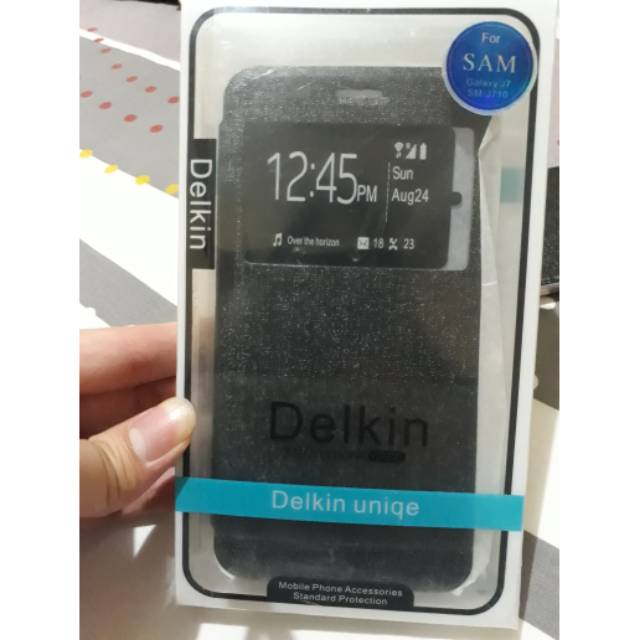 For
SAM
Galaxy J7
SM-J710
Delkin
12:45PM
Sun
Aug24
Over the horizon
18
23
Delkin
Delkin uniqe
Mobile Phone Accessories
Standard Protection